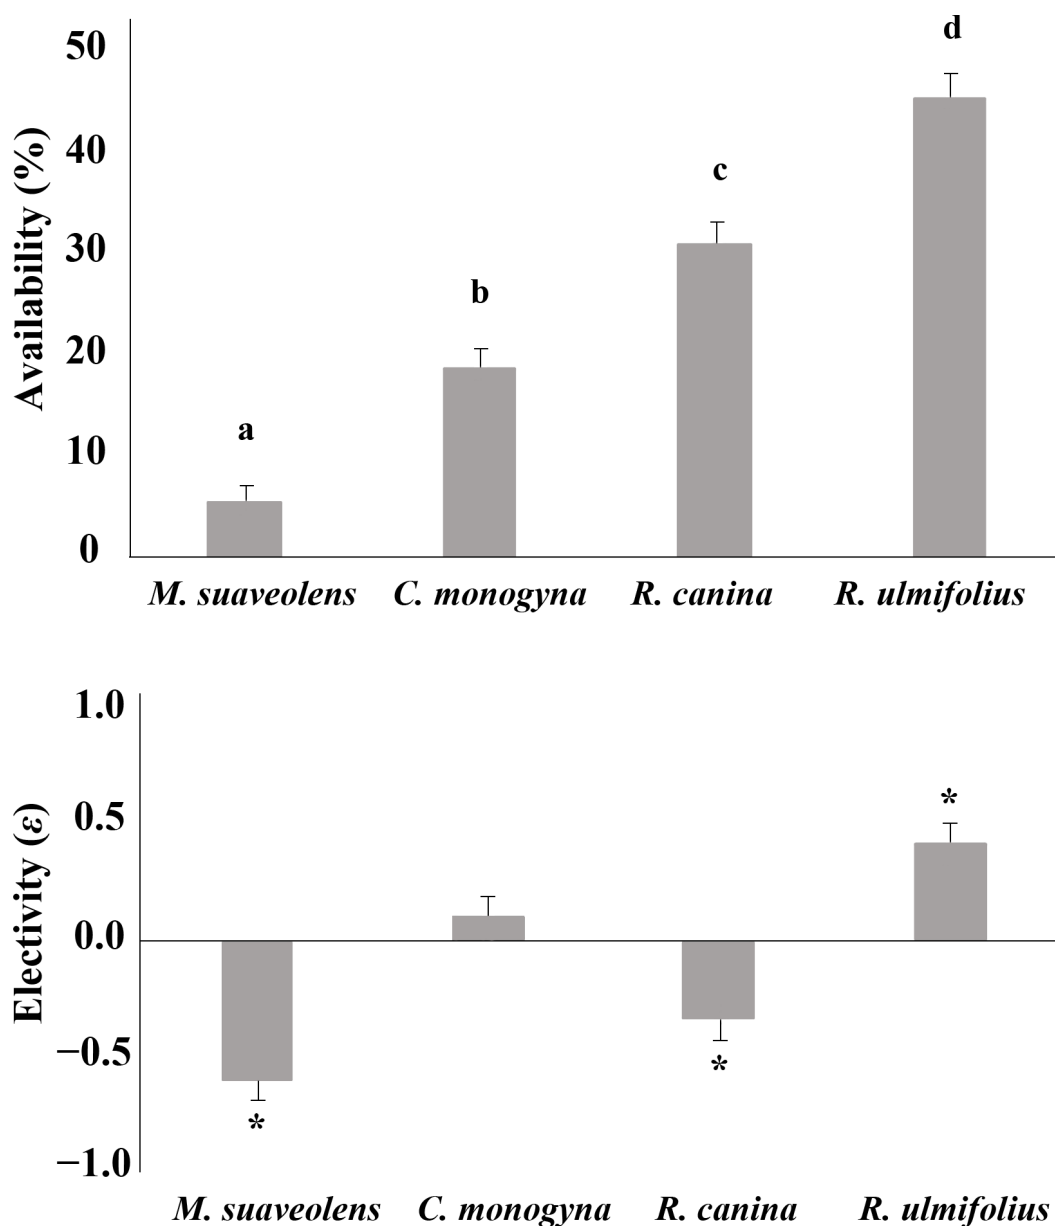 d
50
c
40
b
30
a
20
10
0
Availability (%)
M. suaveolens C. monogyna R. canina R. ulmifolius
1.0
*
0.5
0.0
−0.5
*
*
−1.0
Electivity (ε)
M. suaveolens C. monogyna R. canina R. ulmifolius